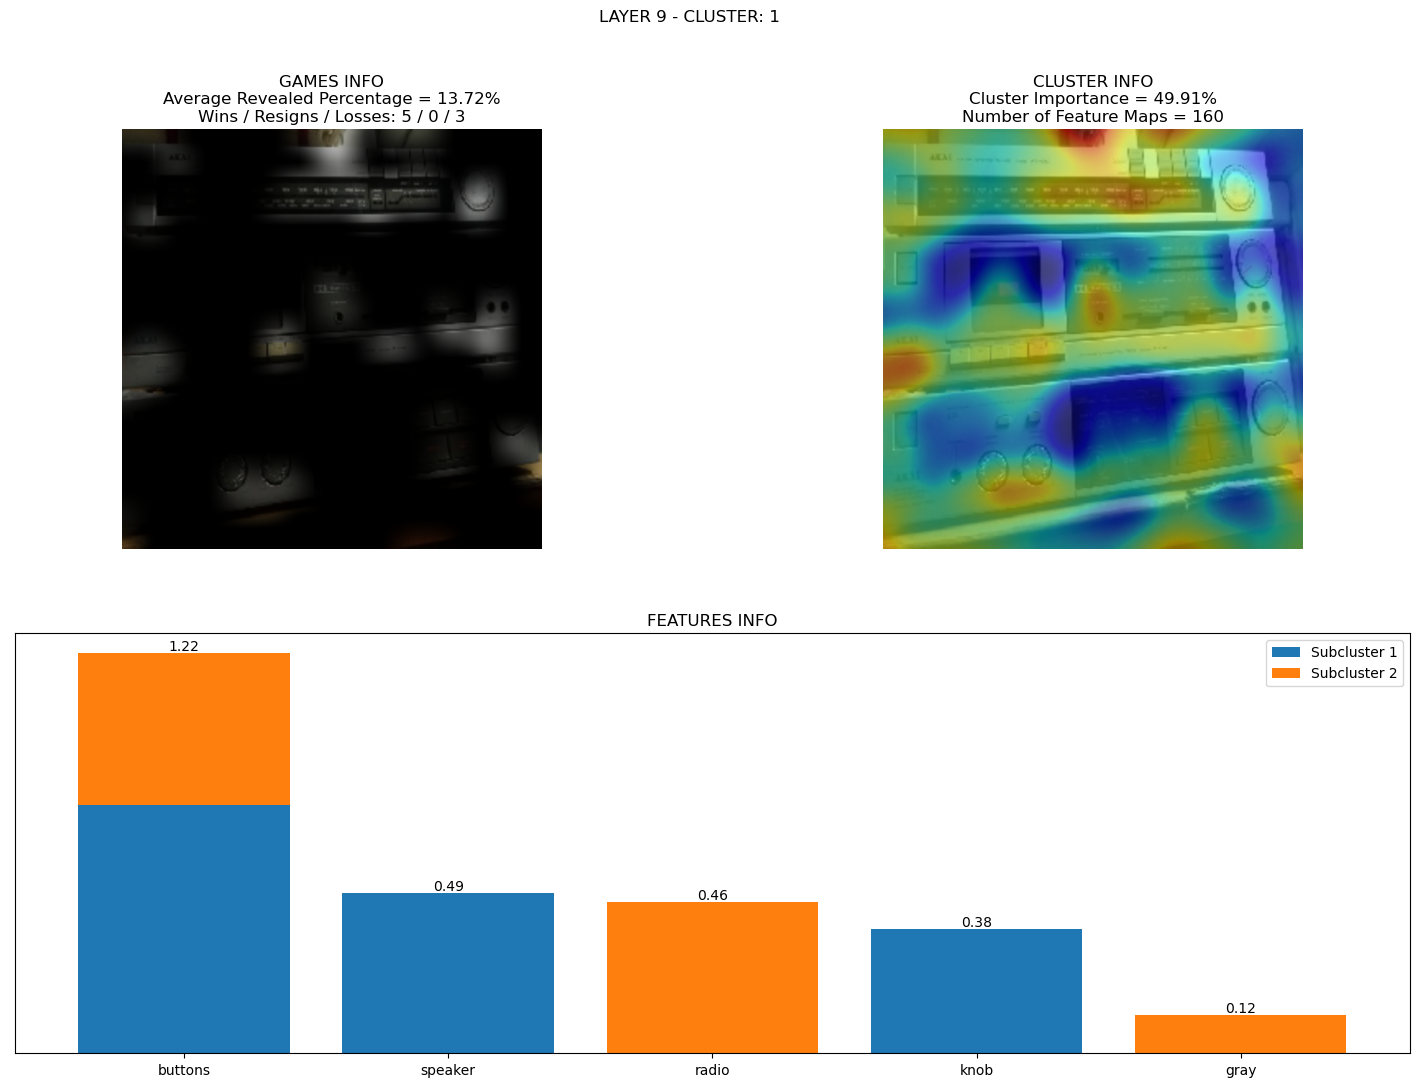 LAYER 9 - CLUSTER: 1
GAMES INFO
Average Revealed Percentage = 13.72%
Wins / Resigns / Losses: 5 / 0 / 3
CLUSTER INFO
Cluster Importance = 49.91%
Number of Feature Maps = 160
AKAI
AKAI
FEATURES INFO
1.22
0.49
0.46
0.38
0.12
Subcluster 1
Subcluster 2
buttons
speaker
radio
knob
gray